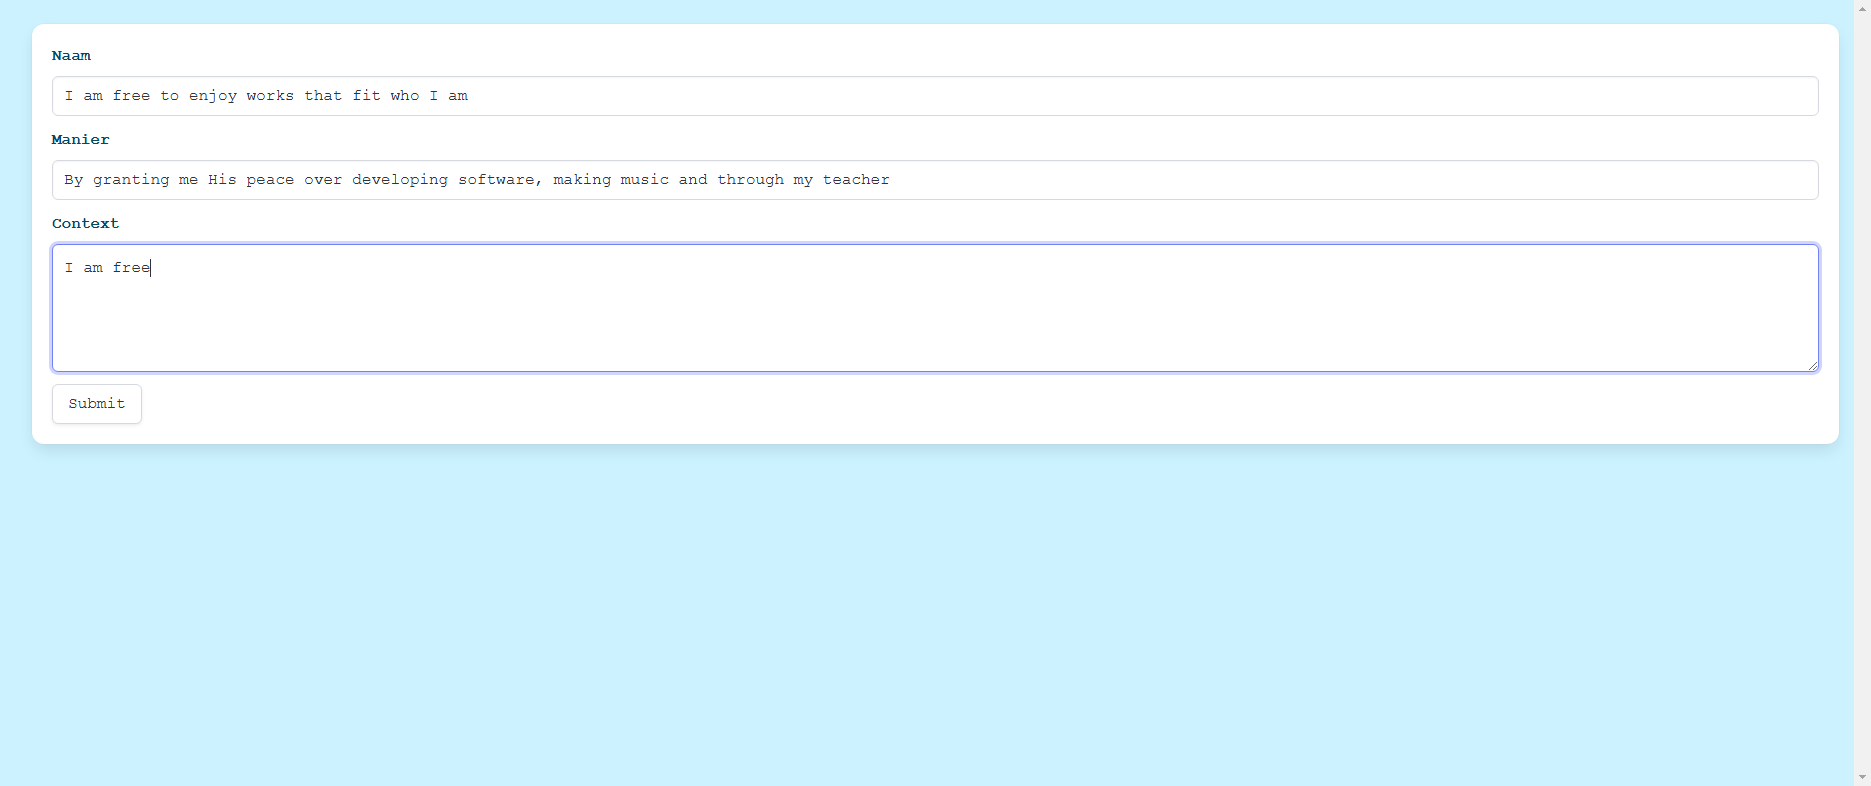 Naam
I am free to enjoy works that fit who I am
Manier
By granting me His peace over developing software, making music and through my teacher
Context
I am free
Submit